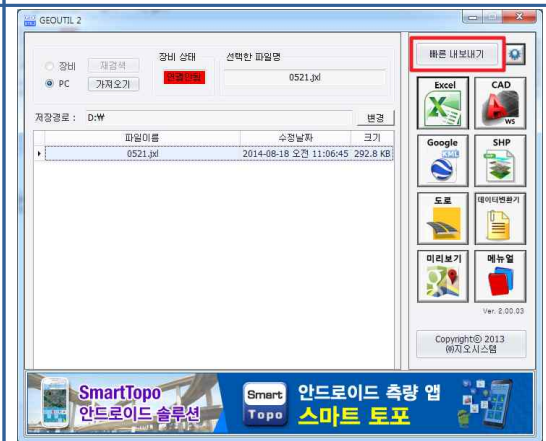 GEOUTIL 2
장비
재검색
PC
가져오기
장비 상태
연결안됨
선택한 파일명
0521.jxl
빠른 내보내기
저장경로 : D:₩
변경
파일이름 수정날짜 크기
0521.jxl 2014-08-18 오전 11:06:45 292.8 KB
Excel
CAD
WS
Google
KML
SHP
도로
데이터변환기
미리보기
메뉴얼
Ver. 2.00.03
Copyright© 2013
㈜지오시스템
SmartTopo
안드로이드 솔루션
Smart
Topo
안드로이드 측량 앱
스마트 토포